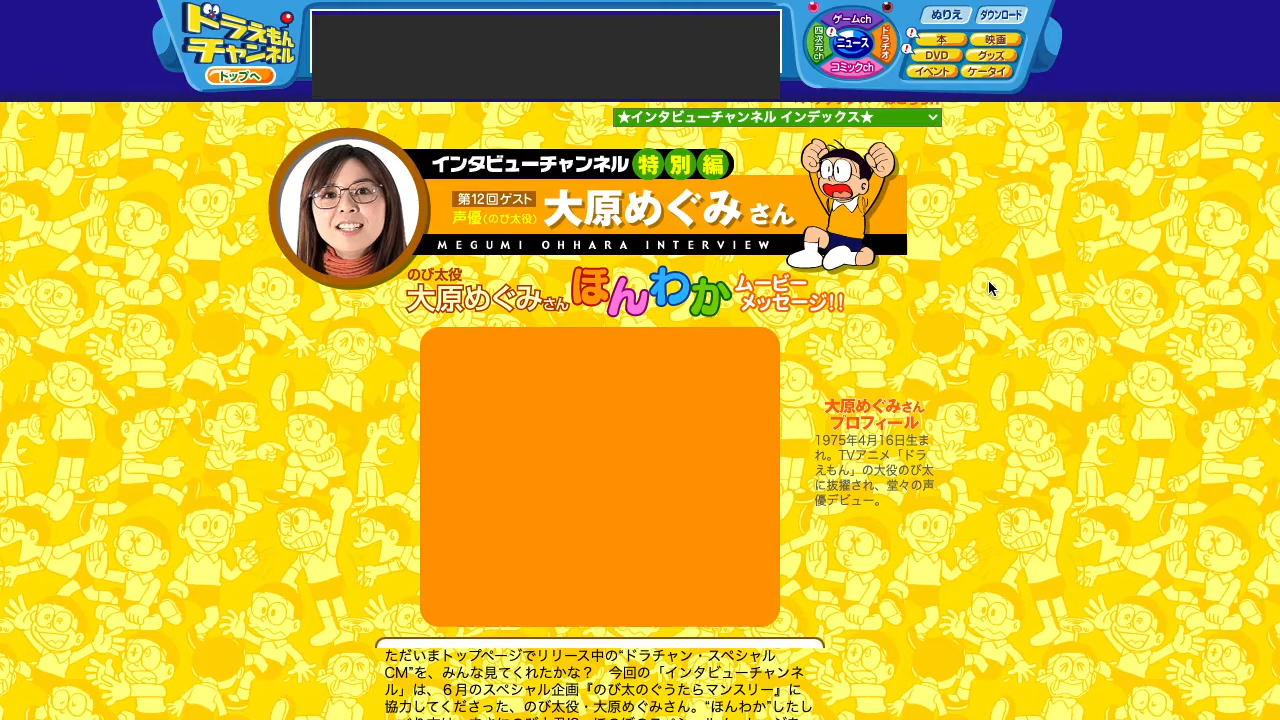 ドラえもん
チャンネル
トップへ
ゲームch
四次元ch
ニュース
ドラチオ
コミックch
ぬりえ
ダウンロード
本
映画
DVD
グッズ
イベント
ケータイ
★インタビューチャンネル インデックス★
インタビューチャンネル特別編
第12回ゲスト
声優(のび太役)
大原めぐみさん
MEGUMI OHHARA INTERVIEW
のび太役
大原めぐみさん
ほんわか
ムービー
メッセージ!!
大原めぐみさん
プロフィール
1975年4月16日生ま
れ。TVアニメ「ドラ
えもん」の大役のび太
に抜擢され、堂々の声
優デビュー。
ただいまトップページでリリース中の“ドラチャン・スペシャル
CM”を、みんな見てくれたかな？　今回の「インタビューチャンネ
ル」は、６月のスペシャル企画『のび太のぐうたらマンスリー』に
協力してくださった、のび太役・大原めぐみさん。“ほんわか”したし